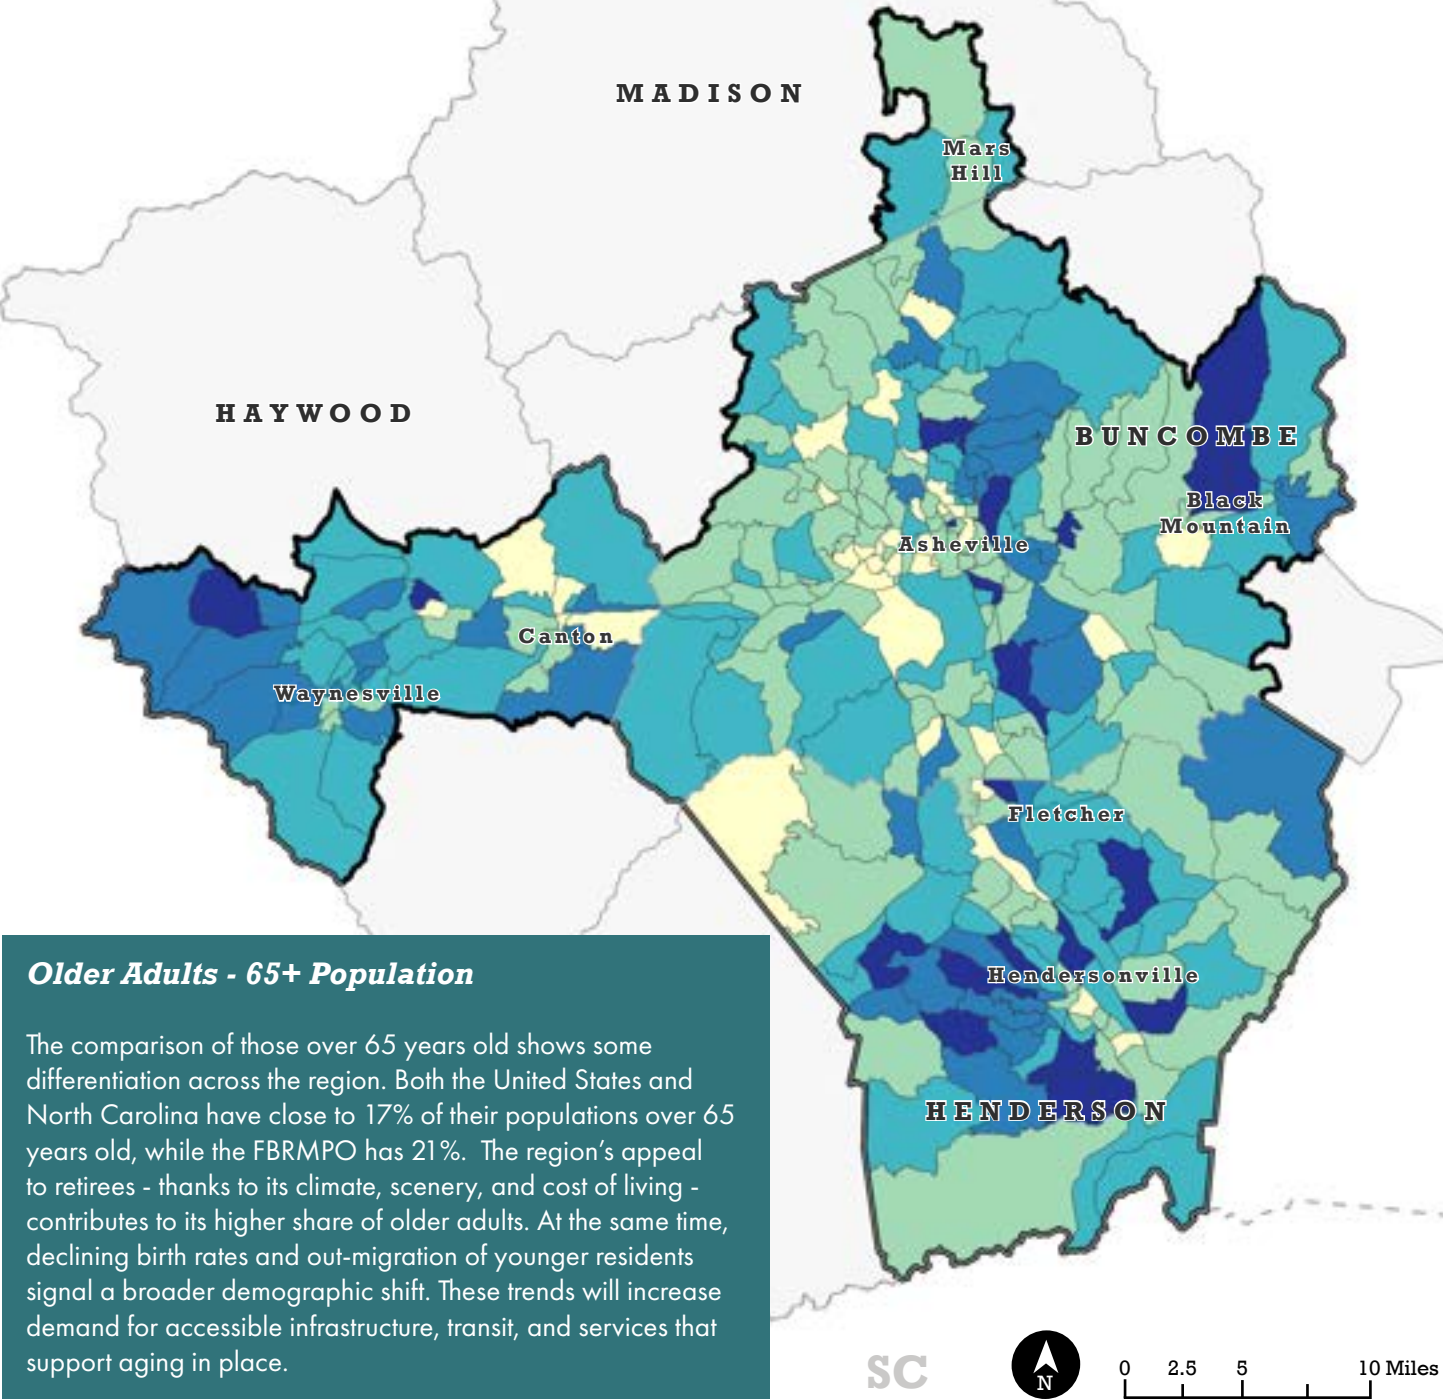 MADISON
Mars
Hill
HAYWOOD
BUNCOMBE
Black
Mountain
Asheville
Canton
Waynesville
Fletcher
Hendersonville
HENDERSON
Older Adults - 65+ Population
The comparison of those over 65 years old shows some
differentiation across the region. Both the United States and
North Carolina have close to 17% of their populations over 65
years old, while the FBRMPO has 21%.  The region's appeal
to retirees - thanks to its climate, scenery, and cost of living -
contributes to its higher share of older adults. At the same time,
declining birth rates and out-migration of younger residents
signal a broader demographic shift. These trends will increase
demand for accessible infrastructure, transit, and services that
support aging in place.
SC
N
0 2.5 5 10 Miles